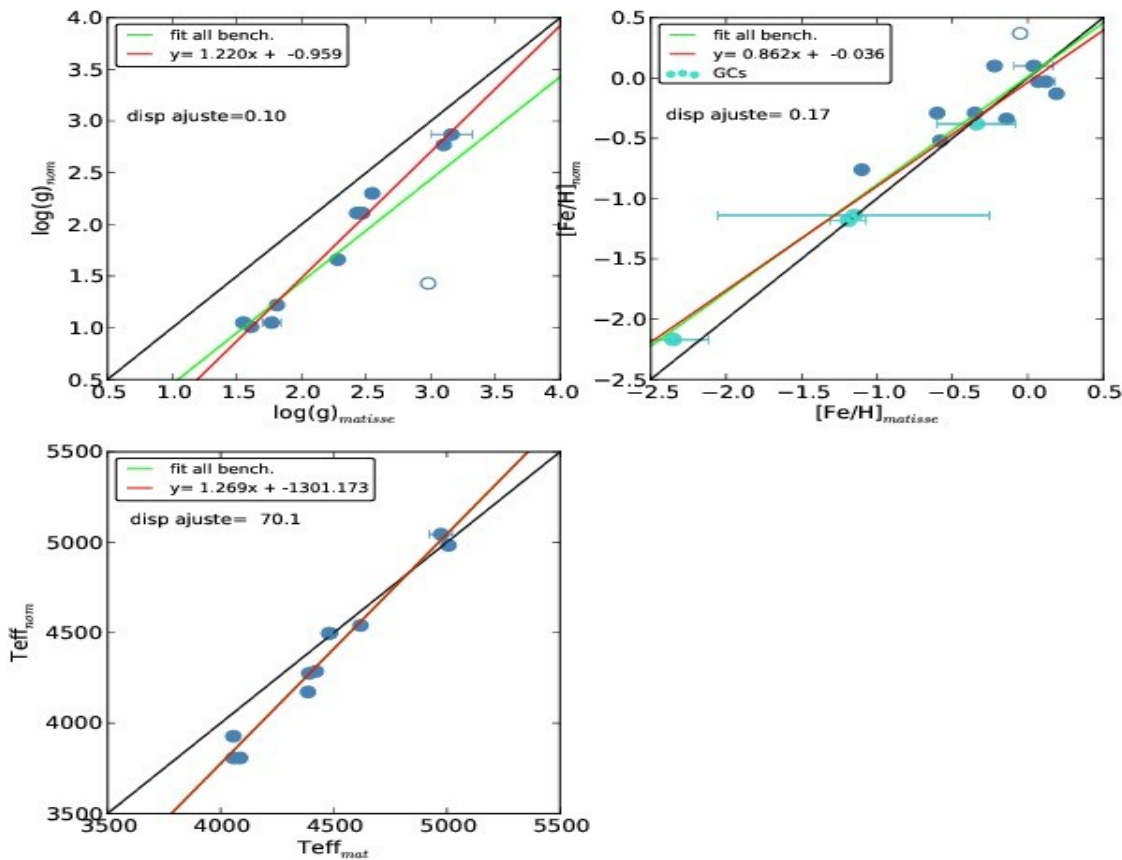 4.0
3.5
3.0
2.5
2.0
1.5
1.0
0.5
log(g)nom
fit all bench.
y= 1.220x + -0.959
disp ajuste=0.10
0.5 1.0 1.5 2.0 2.5 3.0 3.5 4.0
log(g)matisse
0.5
0.0
−0.5
−1.0
−1.5
−2.0
−2.5
[Fe/H]nom
fit all bench.
y= 0.862x + -0.036
GCs
disp ajuste= 0.17
−2.5 −2.0 −1.5 −1.0 −0.5 0.0 0.5
[Fe/H]matisse
5500
5000
4500
4000
3500
Teffnom
fit all bench.
y= 1.269x + -1301.173
disp ajuste= 70.1
3500 4000 4500 5000 5500
Teffmat